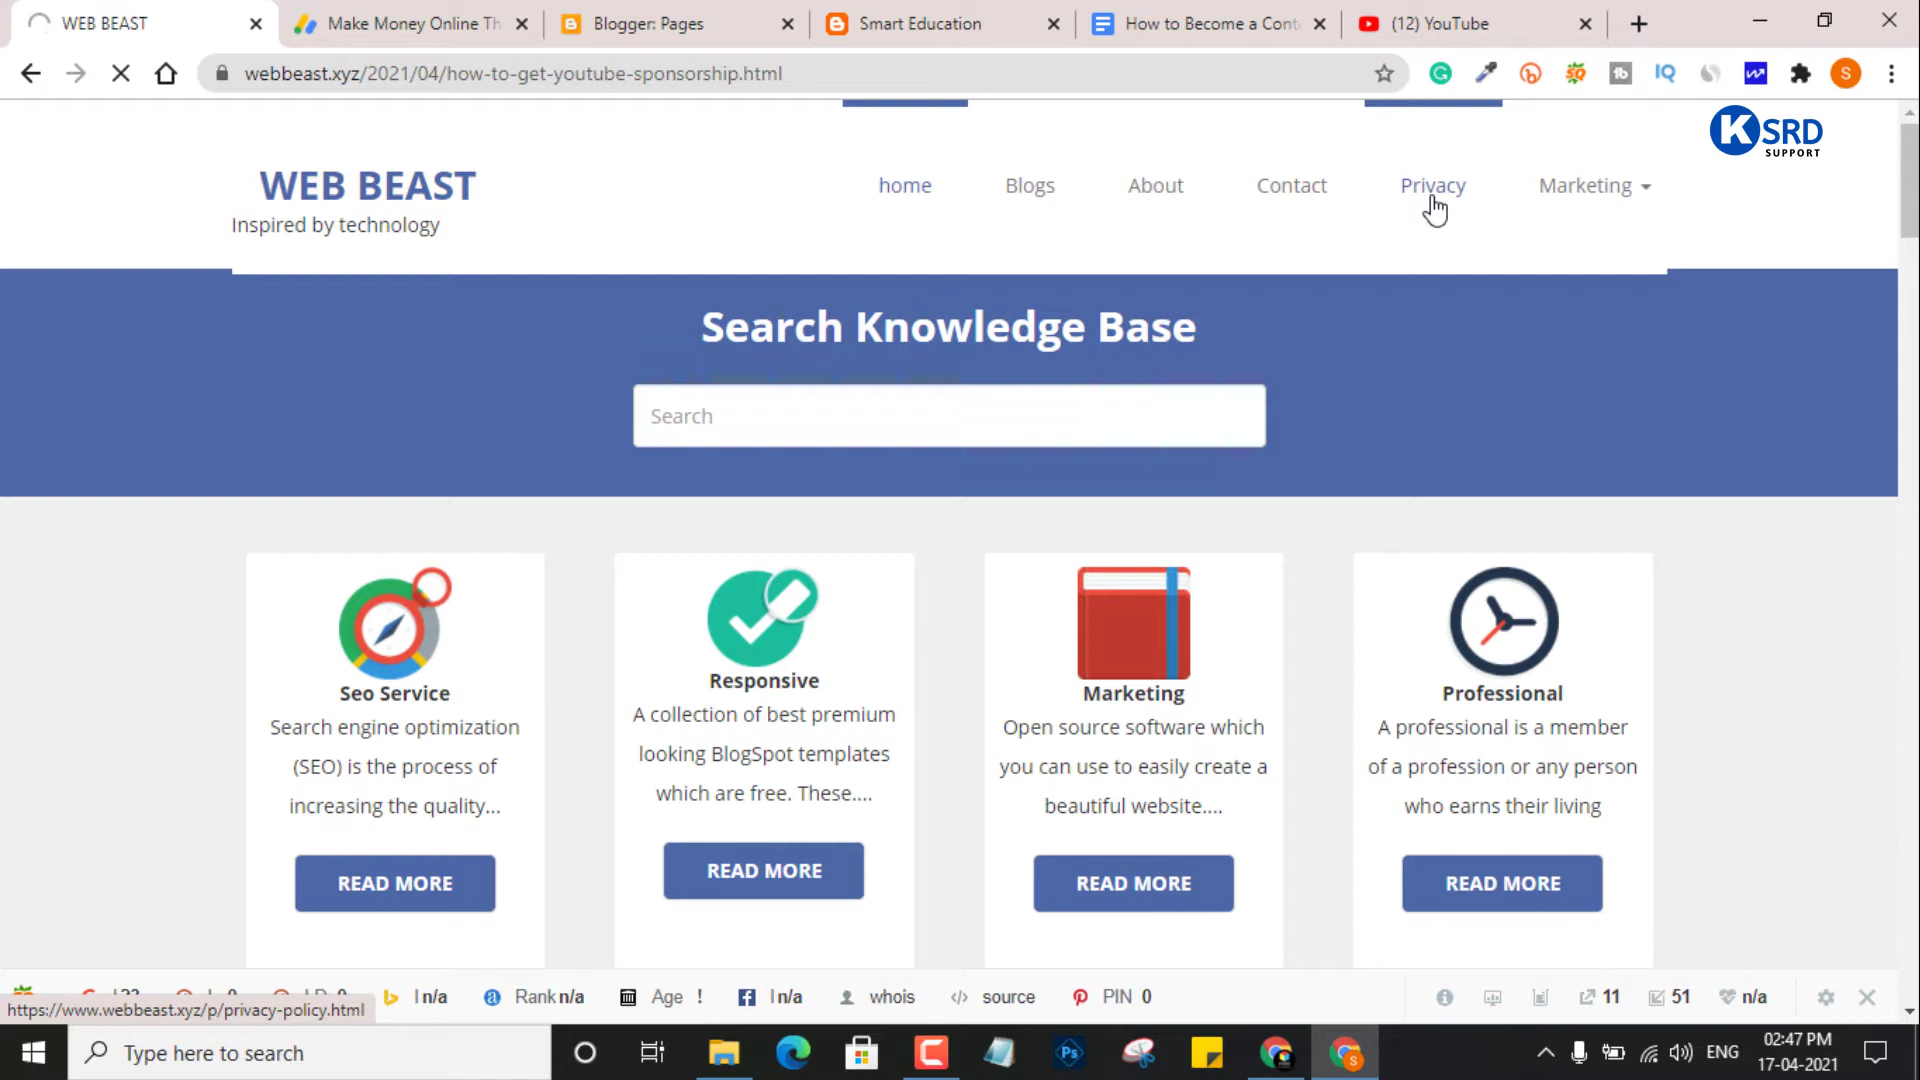 WEB BEAST
Make Money Online Th
Blogger: Pages
Smart Education
How to Become a Cont
(12) YouTube
webbeast.xyz/2021/04/how-to-get-youtube-sponsorship.html
K SRD
SUPPORT
WEB BEAST
Inspired by technology
home
Blogs
About
Contact
Privacy
Marketing
Search Knowledge Base
Search
Seo Service
Search engine optimization
(SEO) is the process of
increasing the quality...
READ MORE
Responsive
A collection of best premium
looking BlogSpot templates
which are free. These....
READ MORE
Marketing
Open source software which
you can use to easily create a
beautiful website....
READ MORE
Professional
A professional is a member
of a profession or any person
who earns their living
READ MORE
I n/a
Rank n/a
Age !
I n/a
whois
source
PIN 0
11
51
n/a
https://www.webbeast.xyz/p/privacy-policy.html
Type here to search
ENG
02:47 PM
17-04-2021